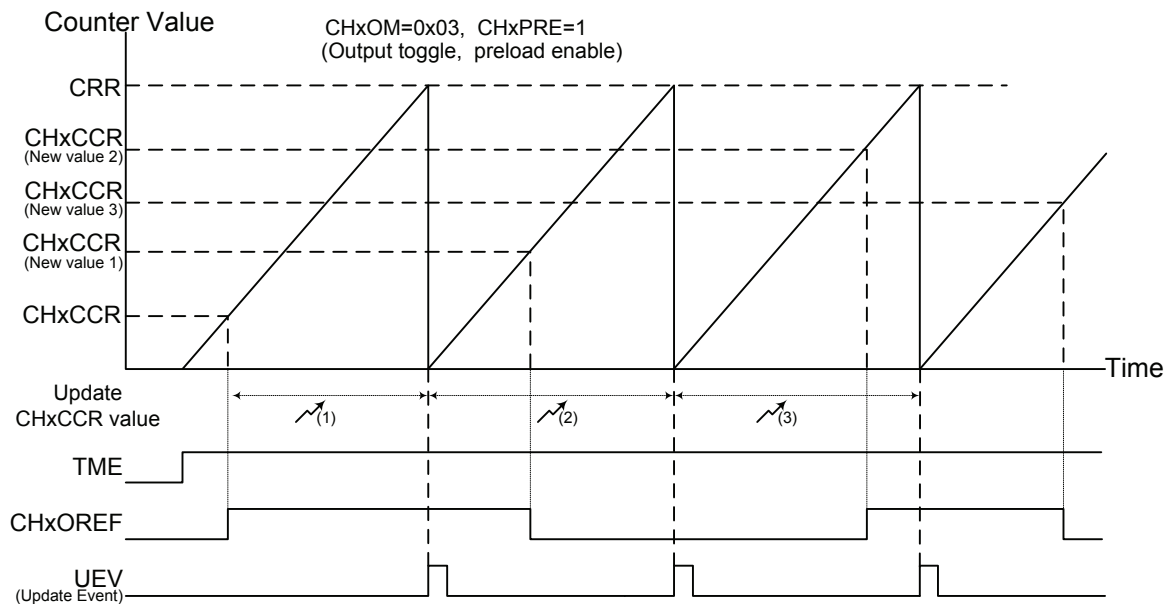 Counter Value
CHxOM=0x03, CHxPRE=1
(Output toggle, preload enable)
CRR
CHxCCR
(New value 2)
CHxCCR
(New value 3)
CHxCCR
(New value 1)
CHxCCR
Time
Update
CHxCCR value
(1)
(2)
(3)
TME
CHxOREF
UEV
(Update Event)